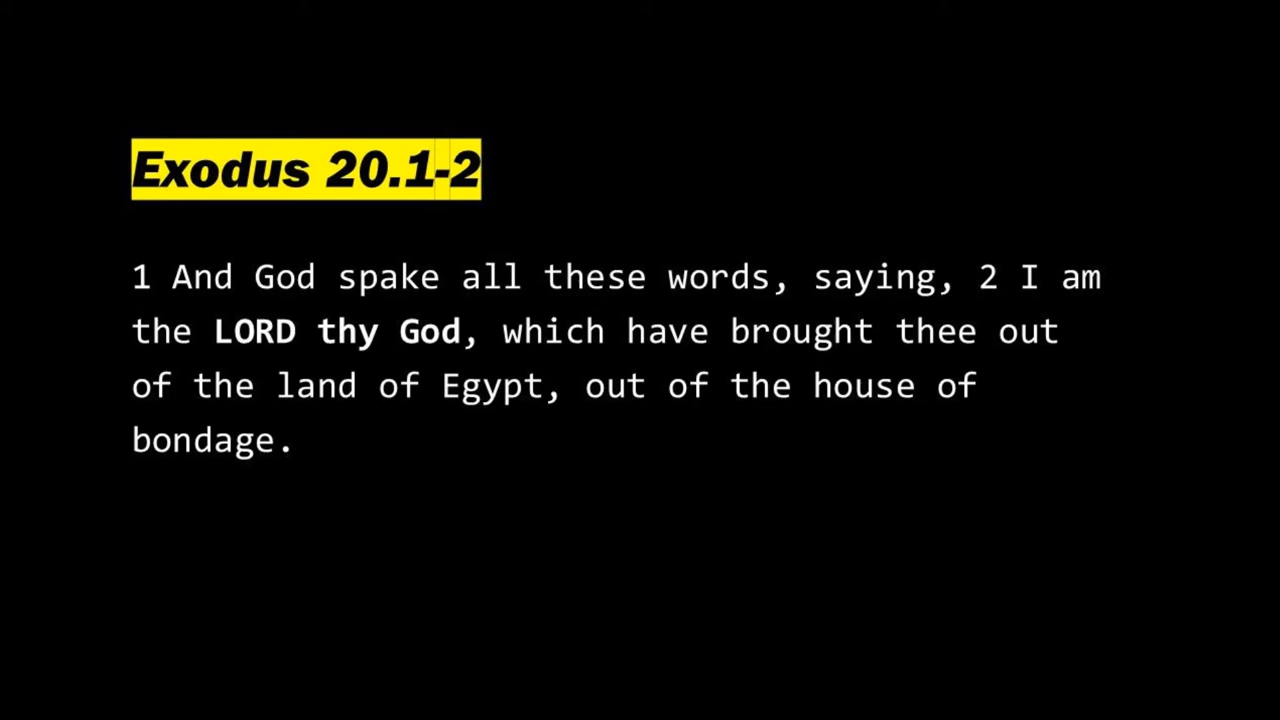 Exodus 20.1-2
1 And God spake all these words, saying, 2 I am
the LORD thy God, which have brought thee out
of the land of Egypt, out of the house of
bondage.